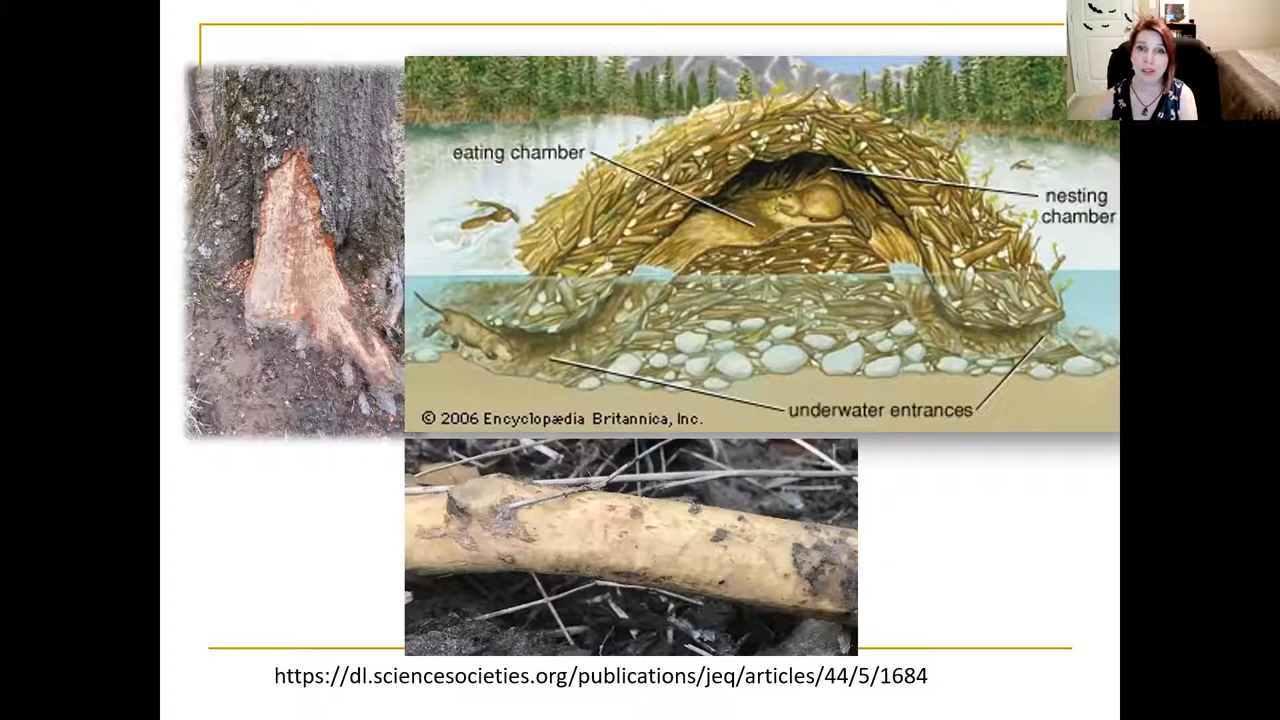 eating chamber
nesting
chamber
underwater entrances
© 2006 Encyclopædia Britannica, Inc.
https://dl.sciencesocieties.org/publications/jeq/articles/44/5/1684